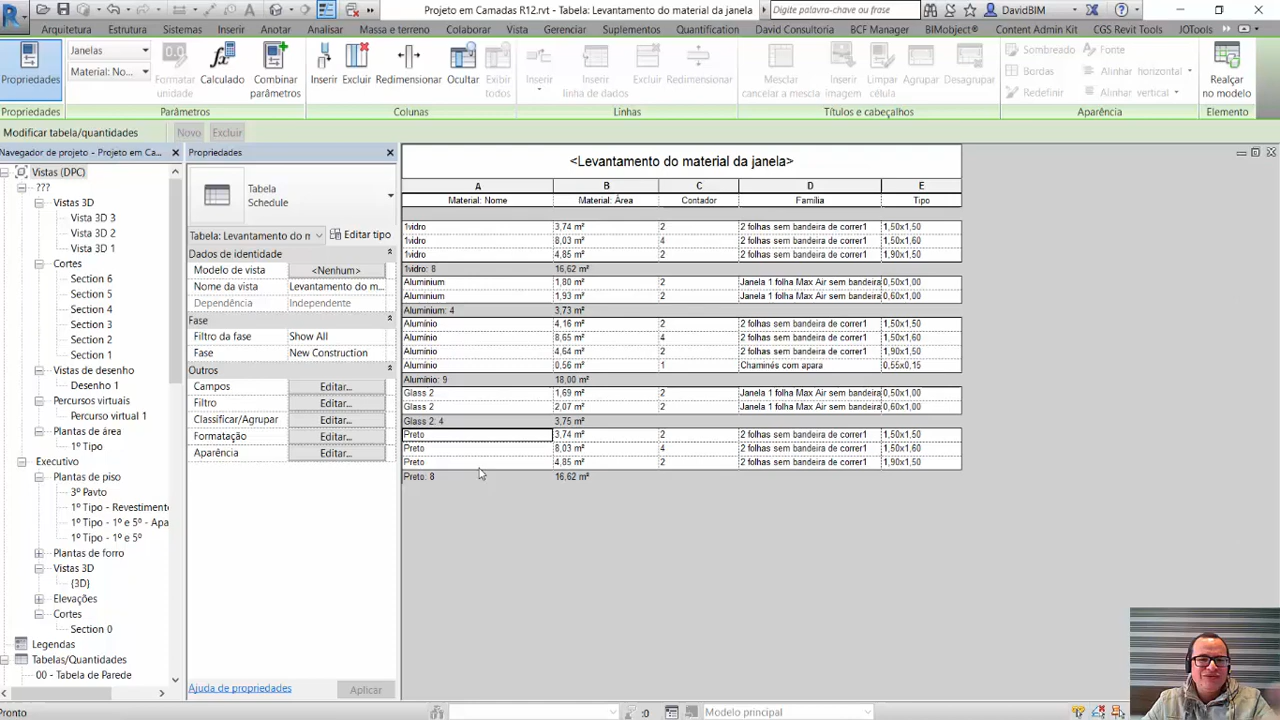 Projeto em Camadas R12.rvt - Tabela: Levantamento do material da janela
Digite palavra-chave ou frase
DavidBIM
Arquitetura Estrutura Sistemas Inserir Anotar Analisar Massa e terreno Colaborar Vista Gerenciar Suplementos Quantification David Consultoria BCF Manager BIMobject® Content Admin Kit CGS Revit Tools JOTools
Propriedades
Janelas
Material: No...
Formatar unidade
Calculado
Combinar parâmetros
Inserir
Excluir
Redimensionar
Ocultar
Exibir todos
Inserir
Inserir linha de dados
Excluir
Redimensionar
Mesclar cancelar a mescla
Inserir imagem
Limpar célula
Agrupar
Desagrupar
Sombreado
Bordas
Redefinir
Fonte
Alinhar horizontal
Alinhar vertical
Realçar no modelo
Propriedades Parâmetros Colunas Linhas Títulos e cabeçalhos Aparência Elemento
Modificar tabela/quantidades Novo Excluir
Navegador de projeto - Projeto em Ca...
Vistas (DPC)
???
Vistas 3D
Vista 3D 3
Vista 3D 2
Vista 3D 1
Cortes
Section 6
Section 5
Section 4
Section 3
Section 2
Section 1
Vistas de desenho
Desenho 1
Percursos virtuais
Percurso virtual 1
Plantas de área
1º Tipo
Executivo
Plantas de piso
3º Pavto
1º Tipo - Revestimento
1º Tipo - 1º e 5º - Apa
1º Tipo - 1º e 5º
Plantas de forro
Vistas 3D
{3D}
Elevações
Cortes
Section 0
Legendas
Tabelas/Quantidades
00 - Tabela de Parede
Propriedades
Tabela
Schedule
Tabela: Levantamento do m
Editar tipo
Dados de identidade
Modelo de vista <Nenhum>
Nome da vista Levantamento do m...
Dependência Independente
Fase
Filtro da fase Show All
Fase New Construction
Outros
Campos Editar...
Filtro Editar...
Classificar/Agrupar Editar...
Formatação Editar...
Aparência Editar...
Ajuda de propriedades
Aplicar
<Levantamento do material da janela>
A B C D E
Material: Nome Material: Área Contador Família Tipo
1vidro 3,74 m² 2 2 folhas sem bandeira de correr1 1,50x1,50
1vidro 8,03 m² 4 2 folhas sem bandeira de correr1 1,50x1,60
1vidro 4,85 m² 2 2 folhas sem bandeira de correr1 1,90x1,50
1vidro: 8 16,62 m²
Aluminium 1,80 m² 2 Janela 1 folha Max Air sem bandeira 0,50x1,00
Aluminium 1,93 m² 2 Janela 1 folha Max Air sem bandeira 0,60x1,00
Aluminium: 4 3,73 m²
Alumínio 4,16 m² 2 2 folhas sem bandeira de correr1 1,50x1,50
Alumínio 8,65 m² 4 2 folhas sem bandeira de correr1 1,50x1,60
Alumínio 4,64 m² 2 2 folhas sem bandeira de correr1 1,90x1,50
Alumínio 0,56 m² 1 Chaminés com apara 0,55x0,15
Alumínio: 9 18,00 m²
Glass 2 1,69 m² 2 Janela 1 folha Max Air sem bandeira 0,50x1,00
Glass 2 2,07 m² 2 Janela 1 folha Max Air sem bandeira 0,60x1,00
Glass 2: 4 3,75 m²
Preto 3,74 m² 2 2 folhas sem bandeira de correr1 1,50x1,50
Preto 8,03 m² 4 2 folhas sem bandeira de correr1 1,50x1,60
Preto 4,85 m² 2 2 folhas sem bandeira de correr1 1,90x1,50
Preto: 8 16,62 m²
Pronto
:0
Modelo principal